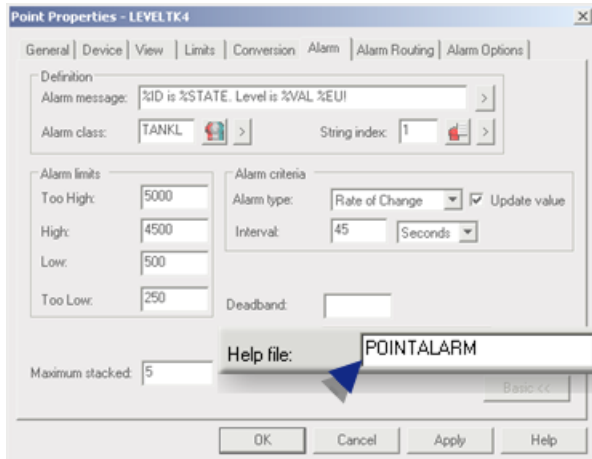 Point Properties - LEVELTK4
General Device View Limits Conversion Alarm Alarm Routing Alarm Options
Definition
Alarm message: %ID is %STATE. Level is %VAL %EU!
Alarm class: TANKL > String index: 1 >
Alarm limits
Too High: 5000
High: 4500
Low: 500
Too Low: 250
Alarm criteria
Alarm type: Rate of Change Update value
Interval: 45 Seconds
Deadband:
Help file: POINTALARM
Maximum stacked: 5
Basic <<
OK Cancel Apply Help